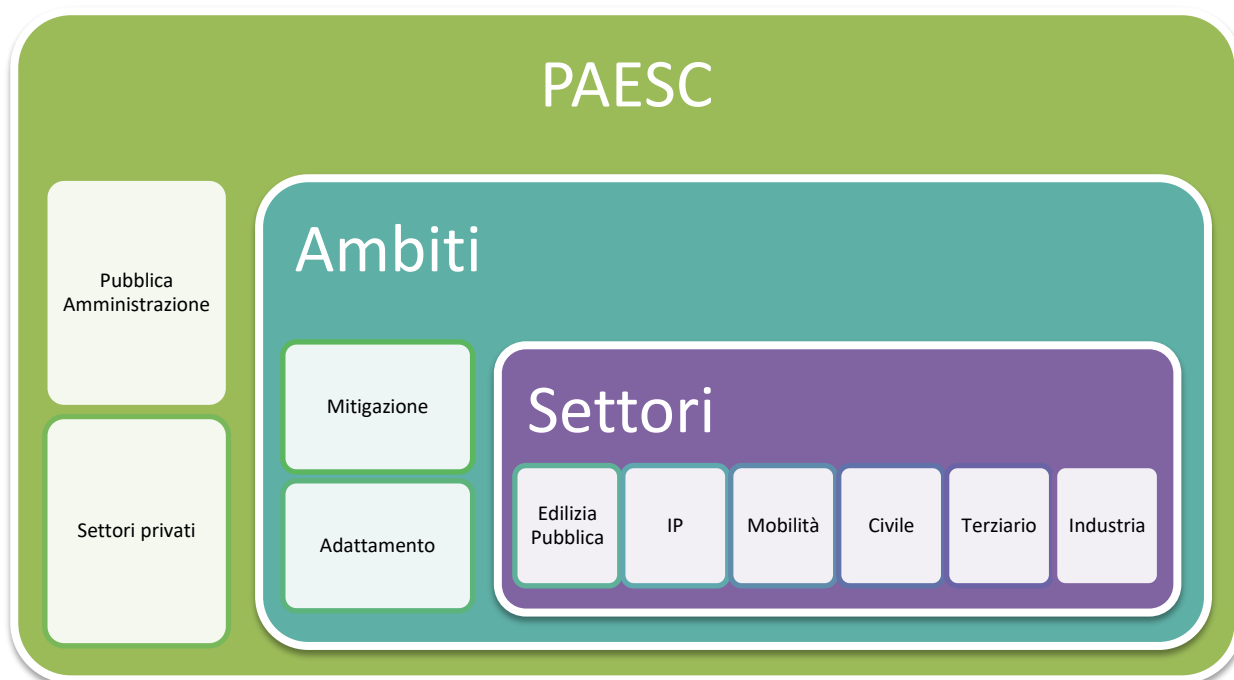 PAESC
Pubblica
Amministrazione
Settori privati
Ambiti
Mitigazione
Adattamento
Settori
Edilizia
Pubblica
IP
Mobilità
Civile
Terziario
Industria